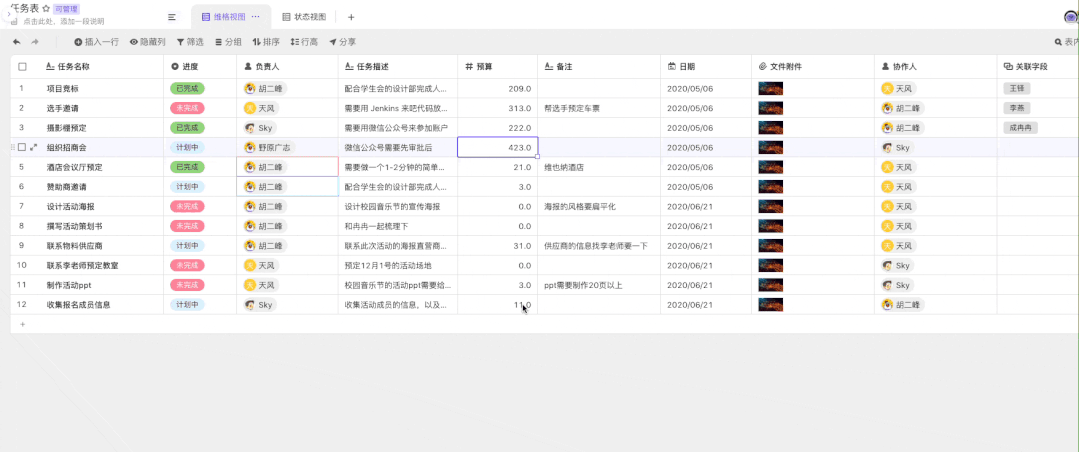 任务表 可管理
点击此处，添加一段说明
维格视图 ··· 状态视图 +
插入一行 隐藏列 筛选 分组 排序 行高 分享 表内
任务名称 进度 负责人 任务描述 预算 备注 日期 文件附件 协作人 关联字段
1 项目竞标 已完成 胡二峰 配合学生会的设计部完成人... 209.0 2020/05/06 天 天风 王锤
2 选手邀请 未完成 天 天风 需要用 Jenkins 来吧代码放... 313.0 帮选手预定车票 2020/05/06 胡二峰 李燕
3 摄影棚预定 已完成 Sky 需要用微信公众号来参加账户 222.0 2020/05/06 胡二峰 成冉冉
组织招商会 计划中 野原广志 微信公众号需要先审批后 423.0 2020/05/06 Sky
5 酒店会议厅预定 已完成 胡二峰 需要做一个1-2分钟的简单... 21.0 维也纳酒店 2020/05/06 天 天风
6 赞助商邀请 计划中 胡二峰 配合学生会的设计部完成人... 3.0 2020/05/06 天 天风
7 设计活动海报 未完成 胡二峰 设计校园音乐节的宣传海报 0.0 海报的风格要扁平化 2020/06/21 天 天风
8 撰写活动策划书 未完成 胡二峰 和冉冉一起梳理下 0.0 2020/06/21 天 天风
9 联系物料供应商 计划中 胡二峰 联系此次活动的海报直营商... 31.0 供应商的信息找李老师要一下 2020/06/21 天 天风
10 联系李老师预定教室 未完成 天 天风 预定12月1号的活动场地 0.0 2020/06/21 Sky
11 制作活动ppt 未完成 天 天风 校园音乐节的活动ppt需要给... 3.0 ppt需要制作20页以上 2020/06/21 Sky
12 收集报名成员信息 计划中 Sky 收集活动成员的信息，以及... 11.0 2020/06/21 胡二峰
+